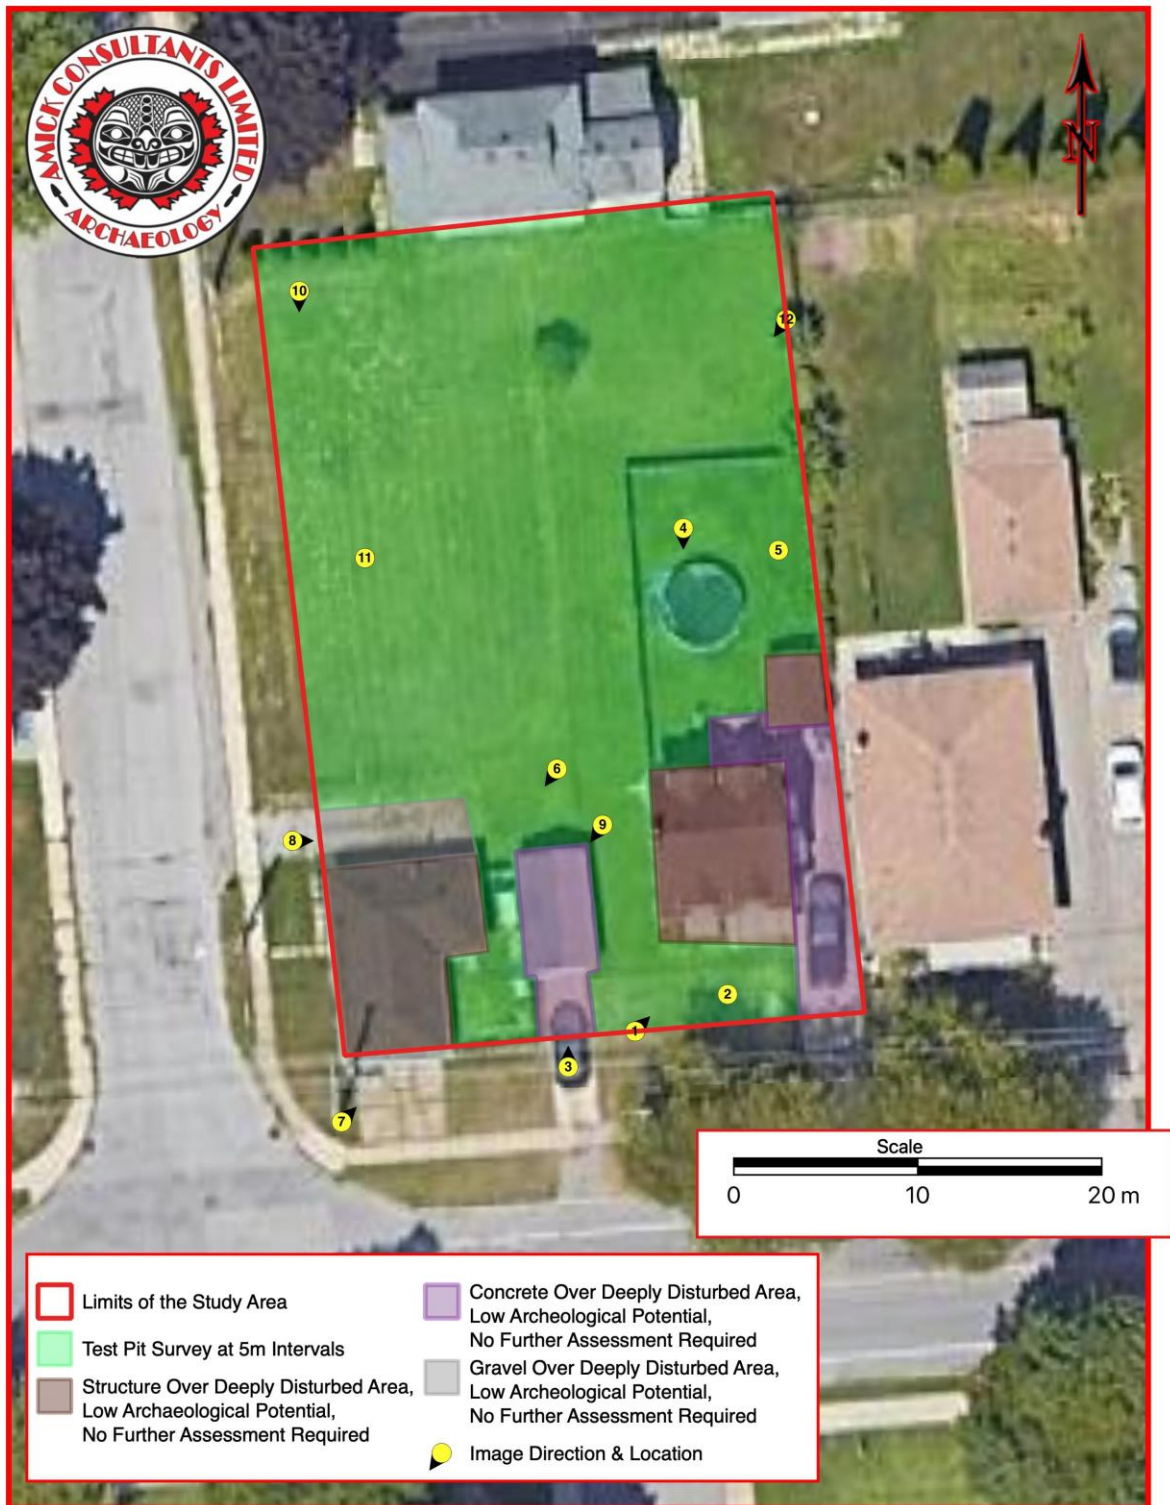 AMICK CONSULTANTS LIMITED
ARCHAEOLOGY
N
10
12
4
5
11
6
9
8
2
1
3
7
Scale
0 10 20 m
Limits of the Study Area
Test Pit Survey at 5m Intervals
Structure Over Deeply Disturbed Area,
Low Archaeological Potential,
No Further Assessment Required
Concrete Over Deeply Disturbed Area,
Low Archeological Potential,
No Further Assessment Required
Gravel Over Deeply Disturbed Area,
Low Archeological Potential,
No Further Assessment Required
Image Direction & Location